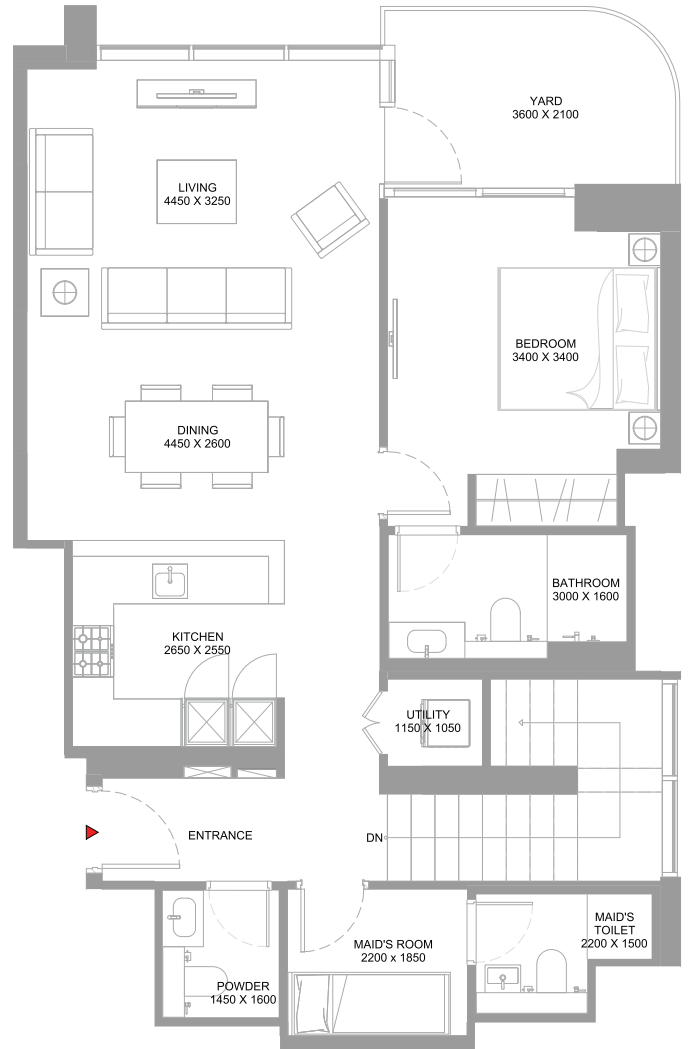 YARD
3600 X 2100
LIVING
4450 X 3250
BEDROOM
3400 X 3400
DINING
4450 X 2600
BATHROOM
3000 X 1600
KITCHEN
2650 X 2550
UTILITY
1150 X 1050
ENTRANCE
DN
MAID'S
TOILET
2200 X 1500
MAID'S ROOM
2200 x 1850
POWDER
1450 X 1600